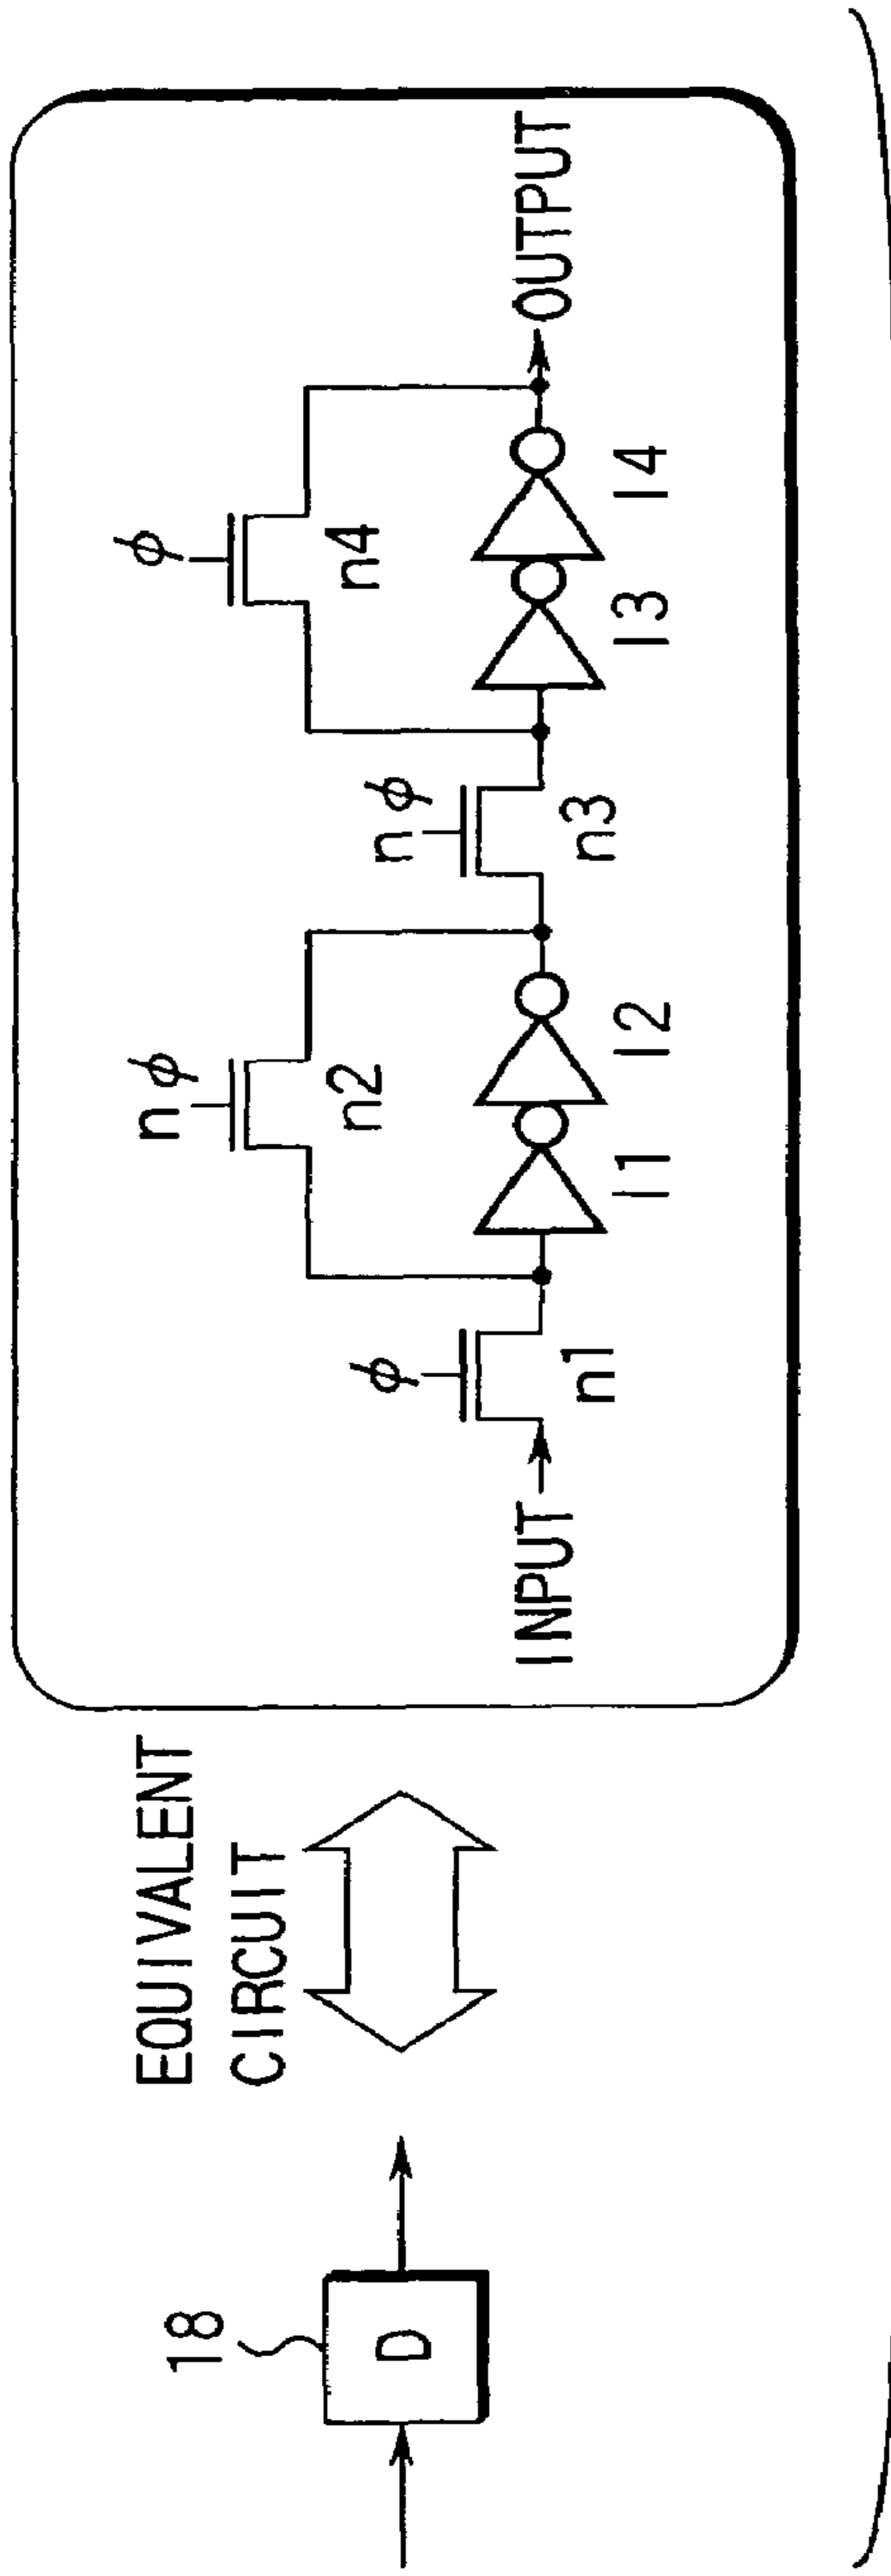 18
D
EQUIVALENT
CIRCUIT
INPUT
ϕ
n1
nϕ
n2
I1
I2
nϕ
n3
ϕ
n4
I3
I4
OUTPUT